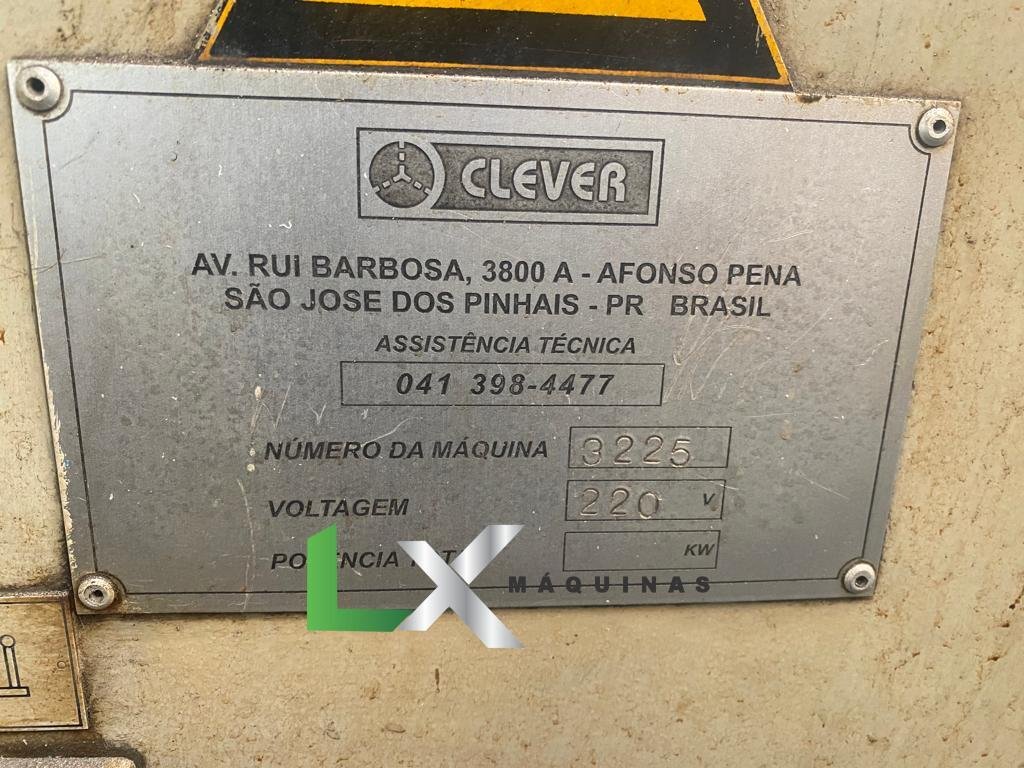 CLEVER
AV. RUI BARBOSA, 3800 A - AFONSO PENA
SÃO JOSE DOS PINHAIS - PR BRASIL
ASSISTÊNCIA TÉCNICA
041 398-4477
NÚMERO DA MÁQUINA 3225
VOLTAGEM 220 V
KW
LX MÁQUINAS